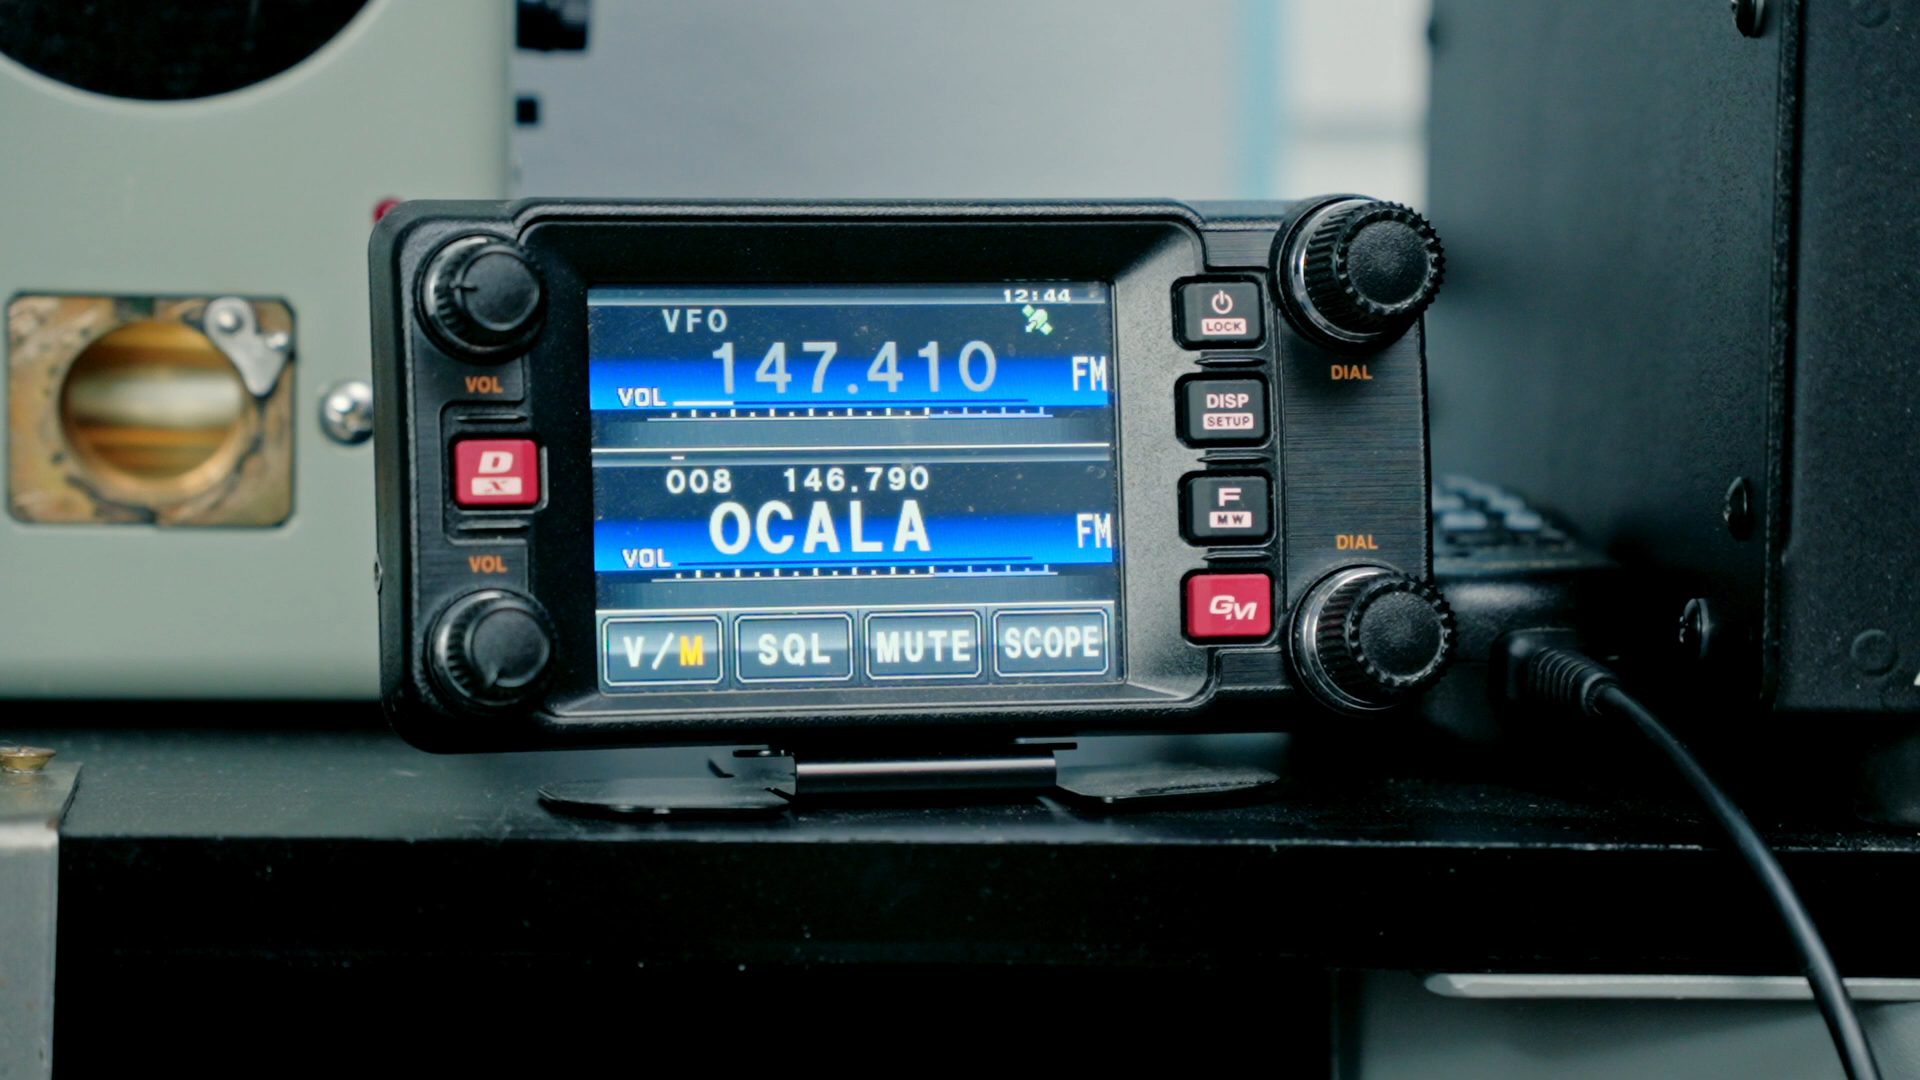 12:44
VFO
147.410
FM
VOL
008 146.790
OCALA
FM
VOL
V/M SQL MUTE SCOPE
VOL
D
X
VOL
LOCK
DISP
SETUP
F
MW
GM
DIAL
DIAL